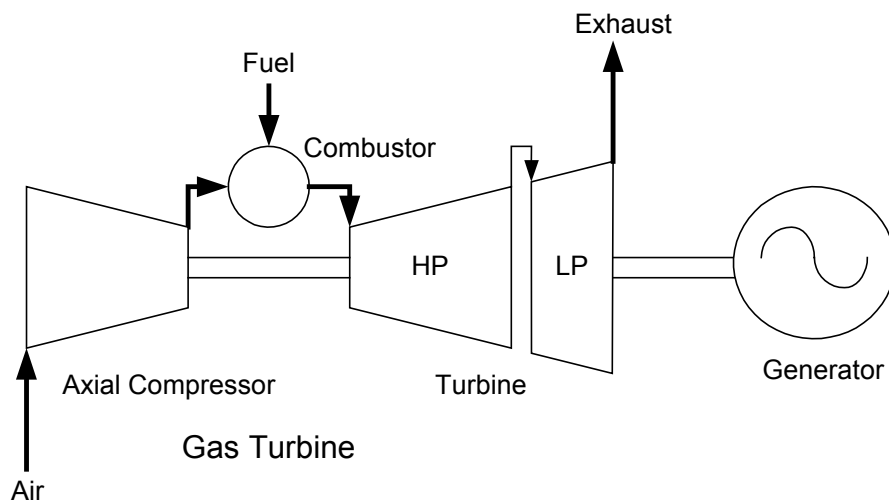 Exhaust
Fuel
Combustor
HP
LP
Axial Compressor
Turbine
Generator
Gas Turbine
Air